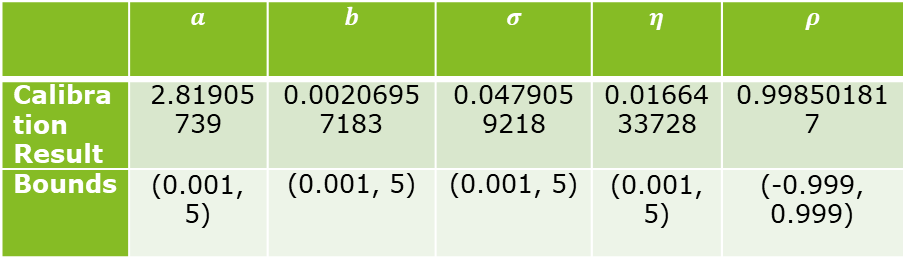 a b σ η ρ
Calibra 2.81905 0.0020695 0.047905 0.01664 0.99850181
tion 739 7183 9218 33728 7
Result
Bounds (0.001, (0.001, 5) (0.001, 5) (0.001, (-0.999,
5) 5) 0.999)